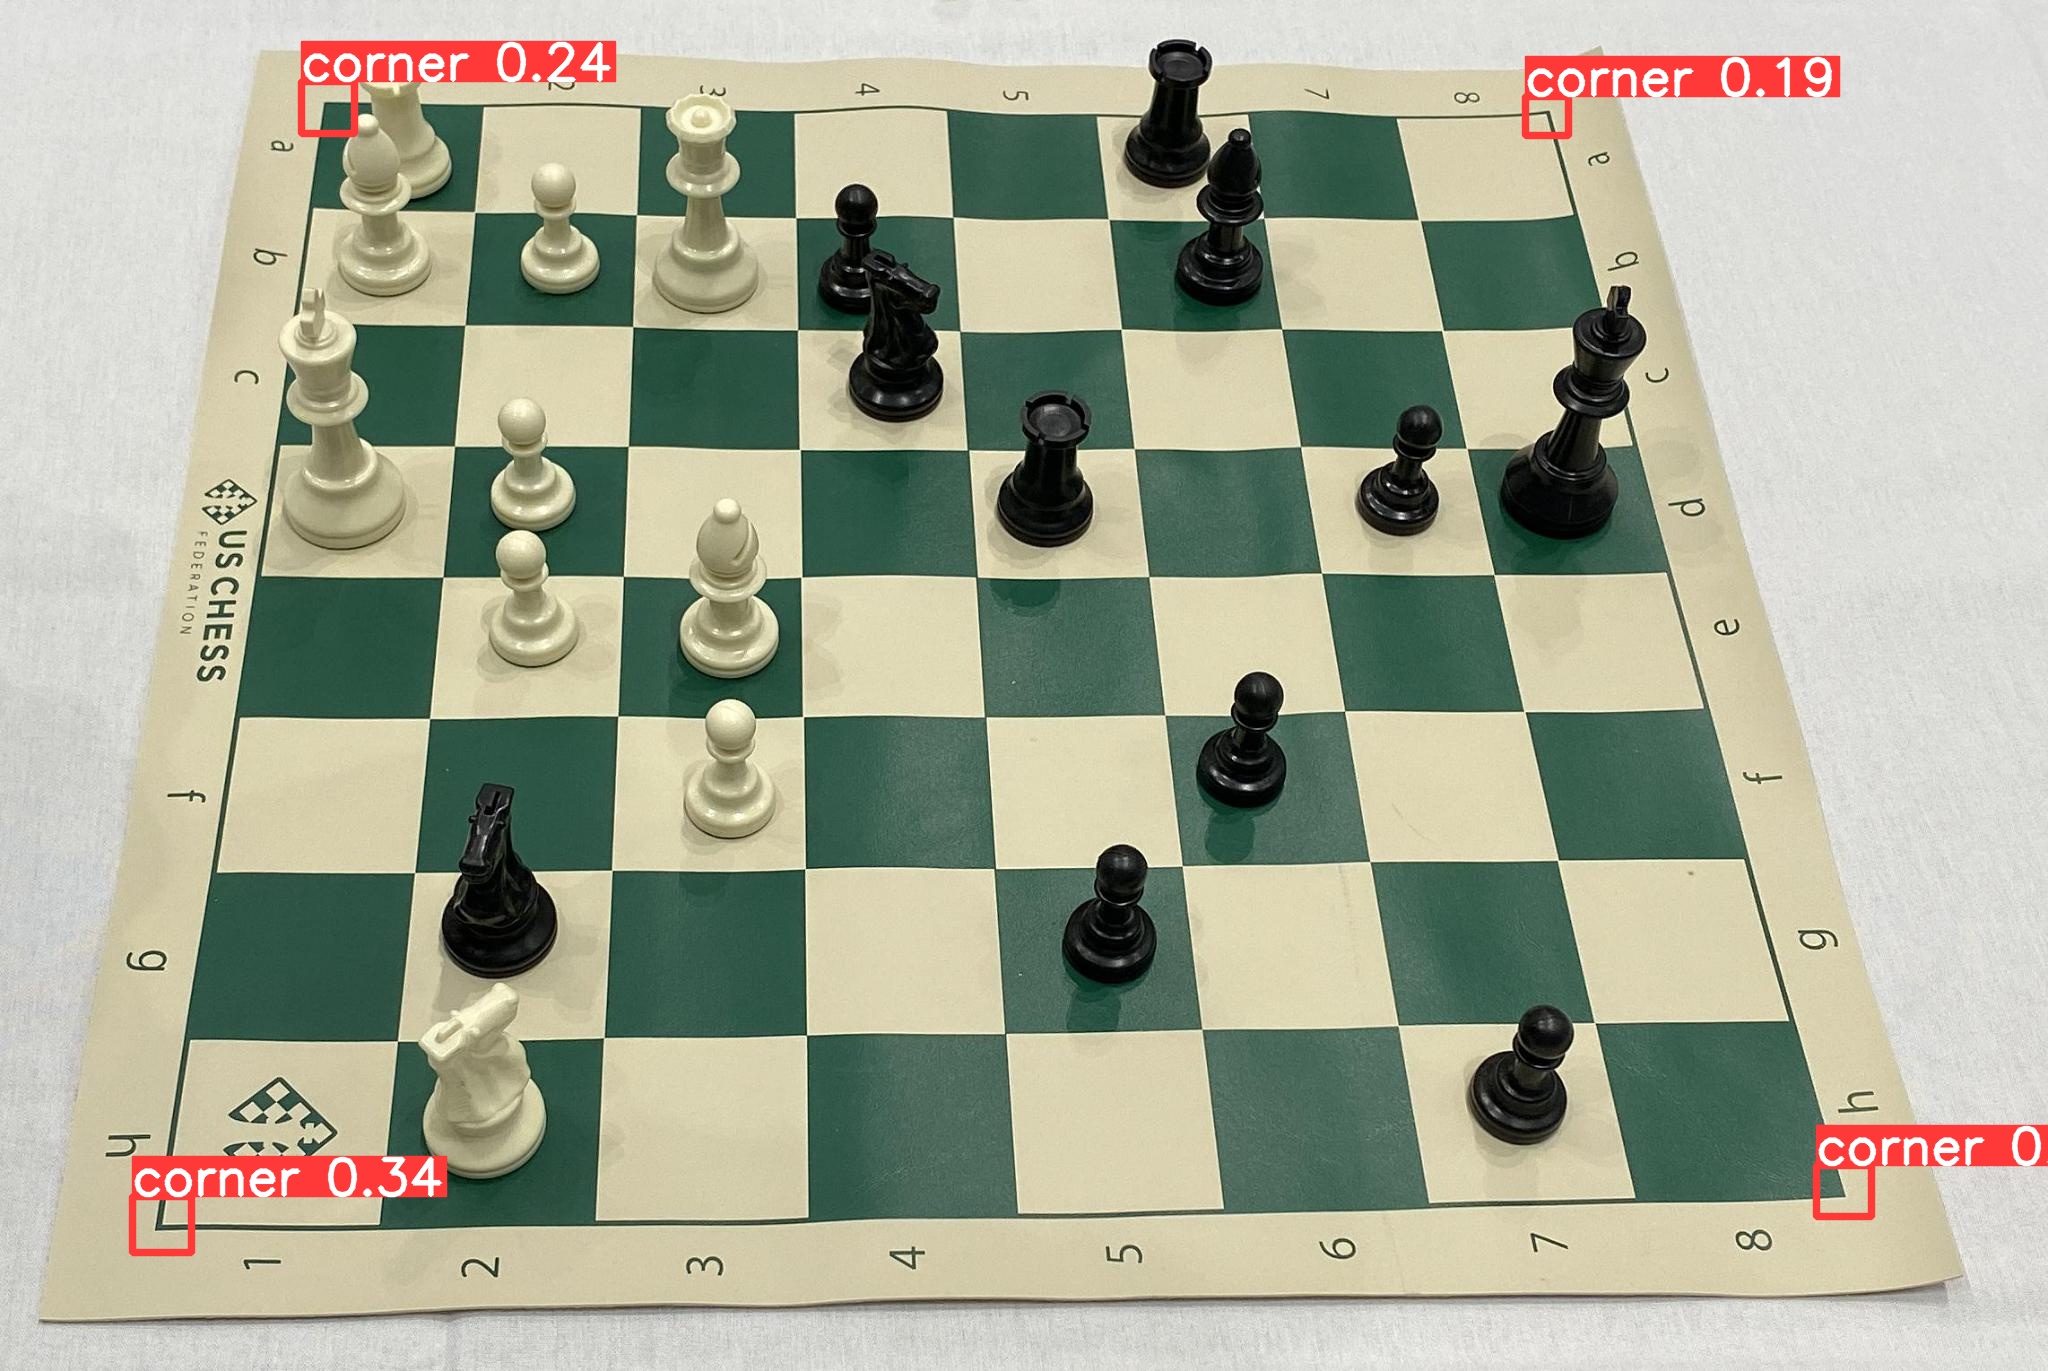 corner 0.24
corner 0.19
2 3 4 5 7 8
a a
b b
c c
d
US CHESS
FEDERATION
e
f f
g g
h h
corner 0.34
corner 0.
1 2 3 4 5 6 7 8